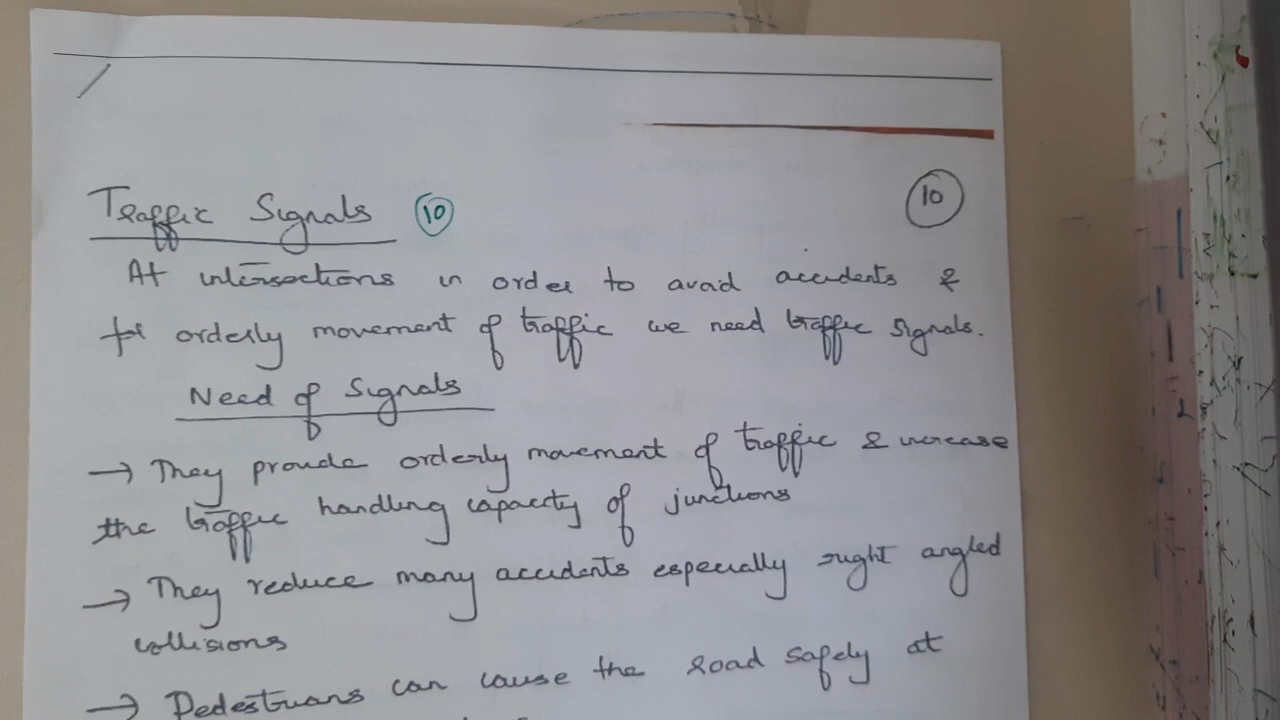 Traffic Signals 10 10
At intersections in order to avoid accidents &
for orderly movement of traffic we need traffic signals.
Need of Signals
→ They provide orderly movement of traffic & increase
the traffic handling capacity of junctions
→ They reduce many accidents especially right angled
collisions
→ Pedestrians can cause the road safely at